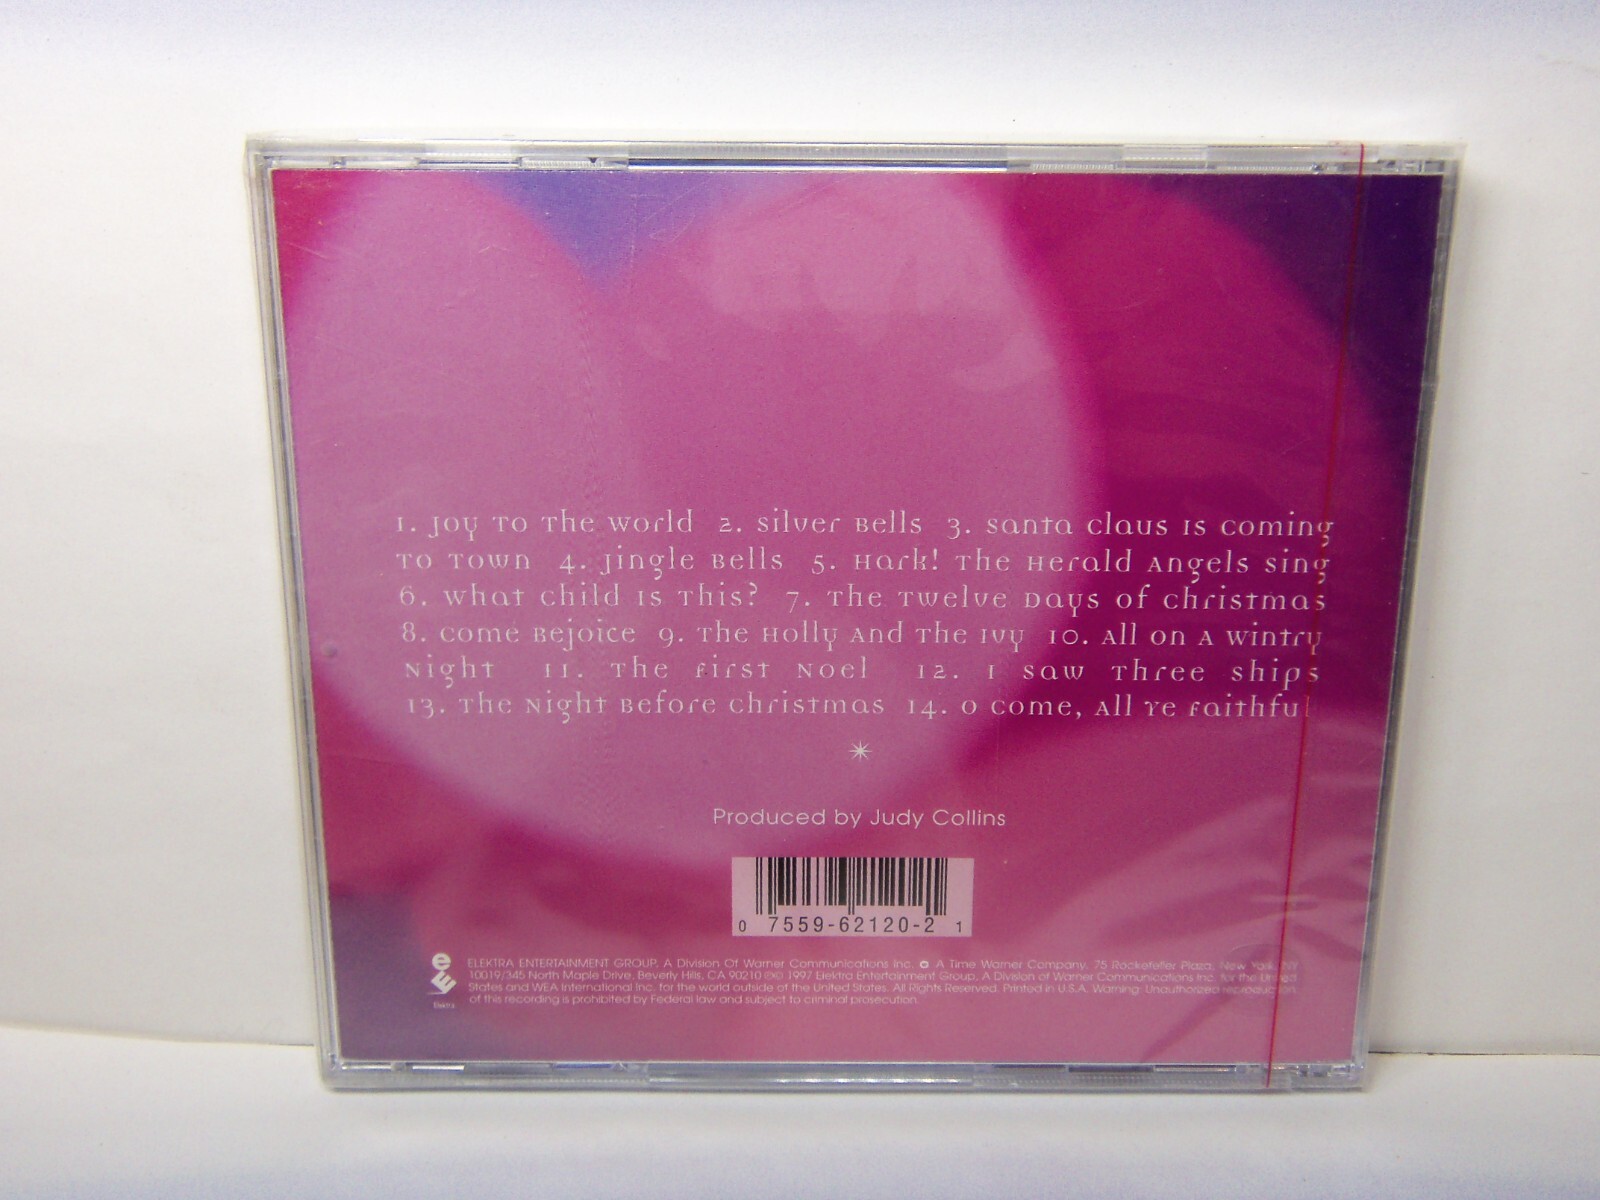 1. Joy To The World 2. Silver Bells 3. Santa Claus Is Coming
To Town 4. Jingle Bells 5. Hark! The Herald Angels Sing
6. What Child Is This? 7. The Twelve Days of Christmas
8. Come Rejoice 9. The Holly And The Ivy 10. All On A Wintry
Night 11. The First Noel 12. I Saw Three Ships
13. The Night Before Christmas 14. O Come, All Ye Faithful
Produced by Judy Collins
0 7559-62120-2 1
e
Elektra
ELEKTRA ENTERTAINMENT GROUP, A Division Of Warner Communications Inc. A Time Warner Company. 75 Rockefeller Plaza, New York, NY
10019/345 North Maple Drive, Beverly Hills, CA 90210 ℗© 1997 Elektra Entertainment Group, A Division of Warner Communications Inc. for the United
States and WEA International Inc. for the world outside of the United States. All Rights Reserved. Printed in U.S.A. Warning: Unauthorized reproduction
of this recording is prohibited by Federal law and subject to criminal prosecution.